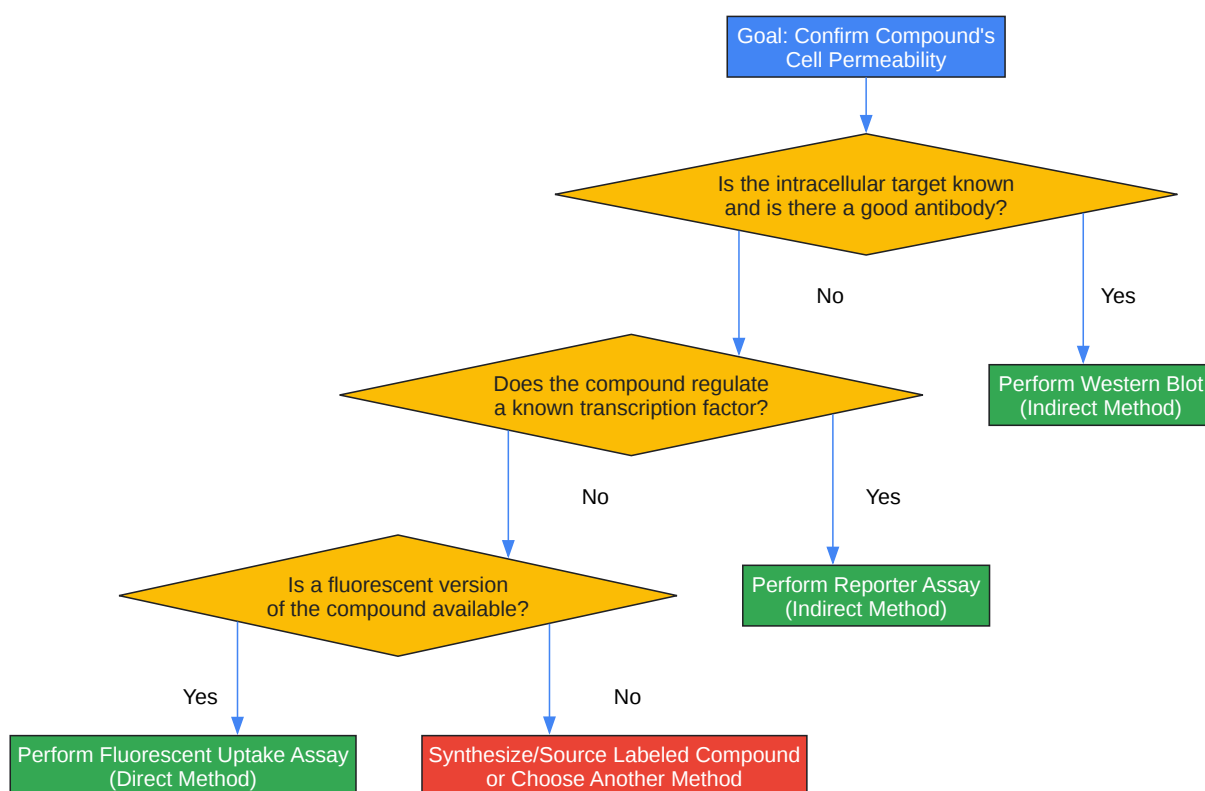 Goal: Confirm Compound's
Cell Permeability
Is the intracellular target known
and is there a good antibody?
No
Yes
Does the compound regulate
a known transcription factor?
Perform Western Blot
(Indirect Method)
No
Yes
Is a fluorescent version
of the compound available?
Perform Reporter Assay
(Indirect Method)
Yes
No
Perform Fluorescent Uptake Assay
(Direct Method)
Synthesize/Source Labeled Compound
or Choose Another Method